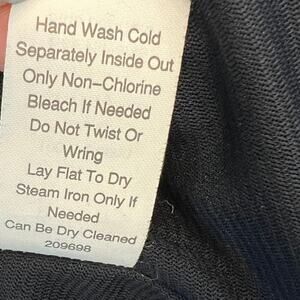 Hand Wash Cold
Separately Inside Out
Only Non-Chlorine
Bleach If Needed
Do Not Twist Or
Wring
Lay Flat To Dry
Steam Iron Only If
Needed
Can Be Dry Cleaned
209698